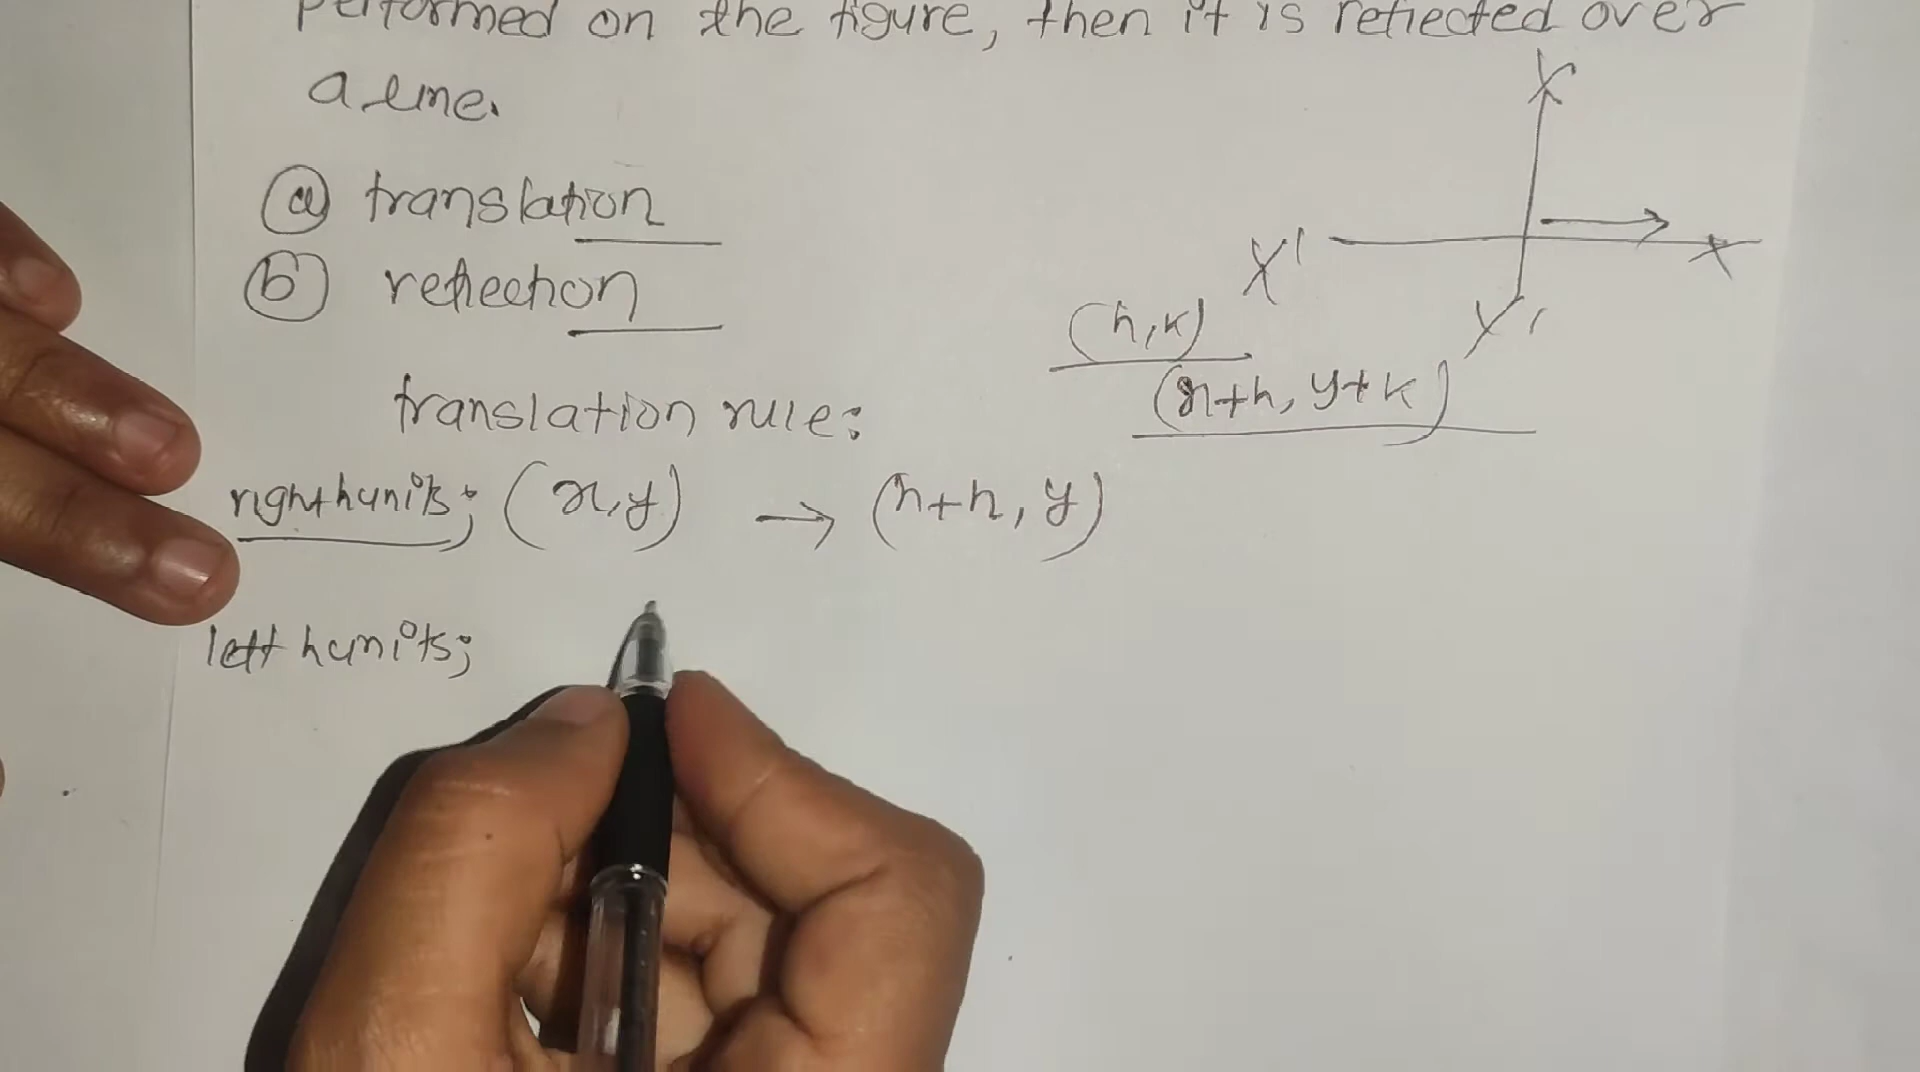 performed on the figure, then it is reflected over
a line.
ⓐ translation
ⓑ reflection
X' X
Y'
(h,k)
(x+h, y+k)
translation rule:
right h units; (x,y) → (x+h, y)
left h units;